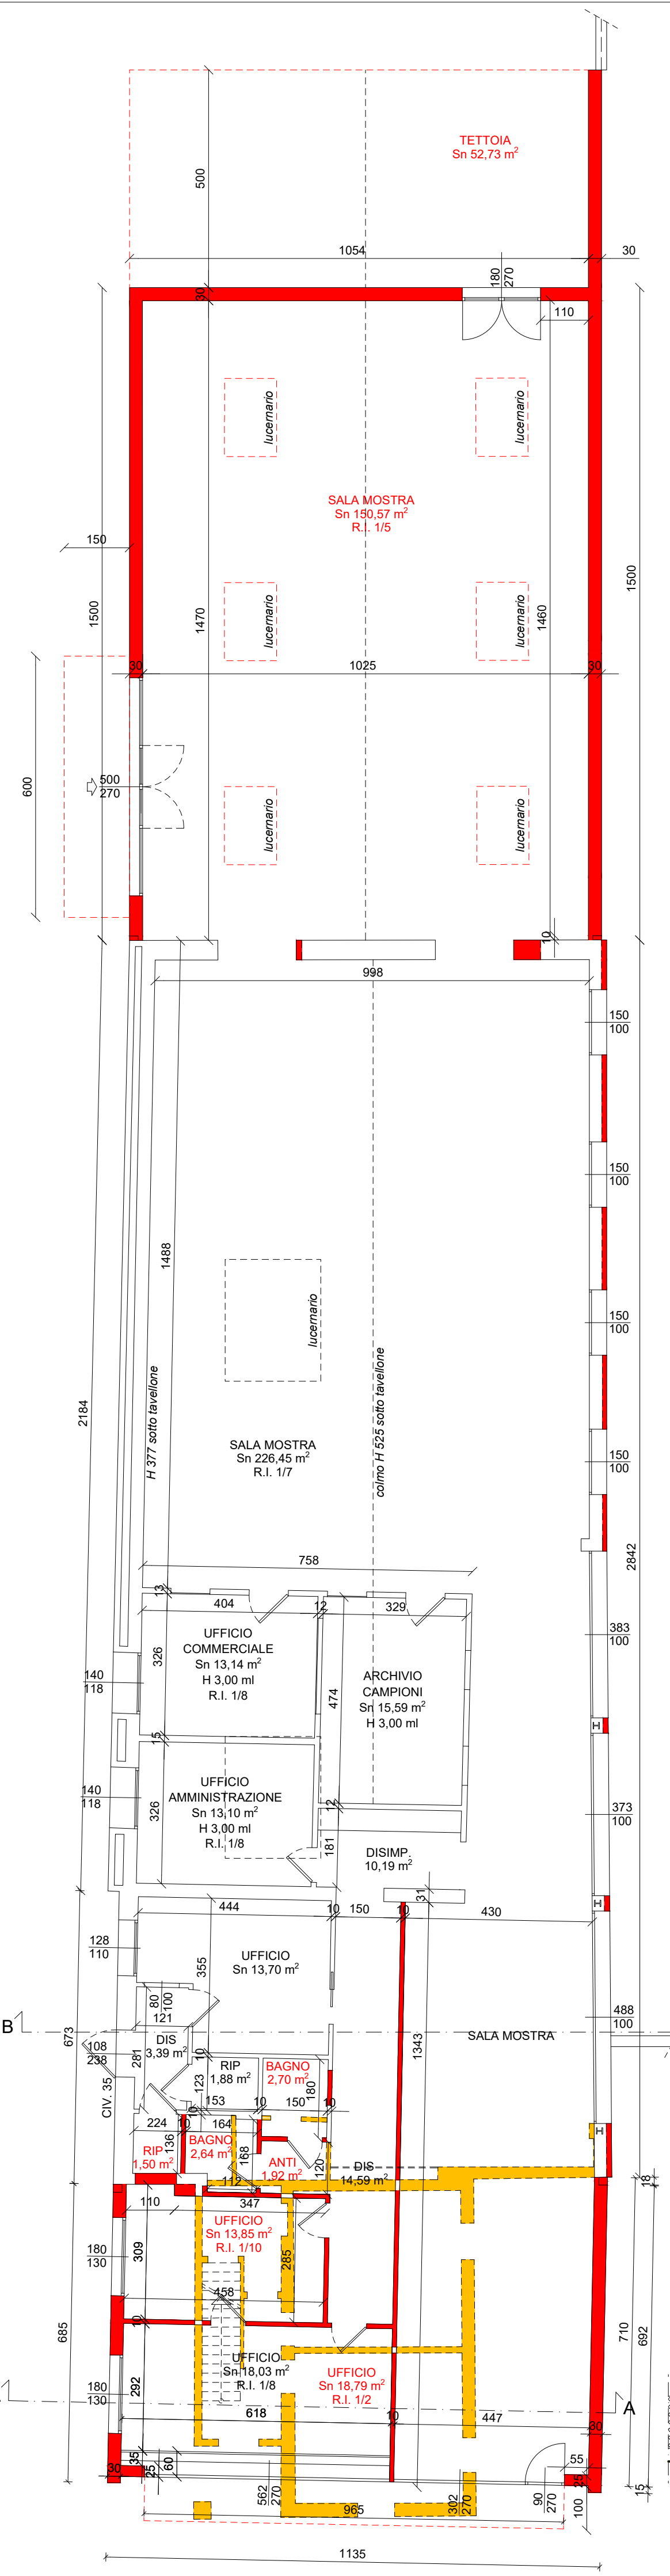 500
TETTOIA
Sn 52,73 m²
1054
30
180
270
30
110
lucernario
lucernario
SALA MOSTRA
Sn 150,57 m²
R.I. 1/5
150
1500
1470
lucernario
lucernario
1460
1500
30
1025
30
600
500
270
lucernario
lucernario
10
998
150
100
150
100
1488
lucernario
150
100
2184
H 377 sotto tavellone
colmo H 525 sotto tavellone
SALA MOSTRA
Sn 226,45 m²
R.I. 1/7
150
100
2842
758
13
404
12
329
326
UFFICIO
COMMERCIALE
Sn 13,14 m²
H 3,00 ml
R.I. 1/8
383
100
140
118
474
ARCHIVIO
CAMPIONI
Sn 15,59 m²
H 3,00 ml
15
140
118
326
UFFICIO
AMMINISTRAZIONE
Sn 13,10 m²
H 3,00 ml
R.I. 1/8
12
373
100
181
DISIMP.
10,19 m²
31
444
10
150
10
430
128
110
355
UFFICIO
Sn 13,70 m²
80
100
121
488
100
B
673
108
238
281
DIS
3,39 m²
1343
SALA MOSTRA
CIV. 35
10
RIP
1,88 m²
BAGNO
2,70 m²
123
180
153
10
150
10
10
224
10
164
RIP
1,50 m²
136
BAGNO
2,64 m²
168
ANTI
1,92 m²
120
DIS
14,59 m²
112
18
110
347
180
130
309
UFFICIO
Sn 13,85 m²
R.I. 1/10
285
458
685
10
710
692
180
130
292
UFFICIO
Sn 18,03 m²
R.I. 1/8
UFFICIO
Sn 18,79 m²
R.I. 1/2
A
618
10
447
30
35
60
30
25
55
25
562
270
302
270
90
270
100
15
965
1135